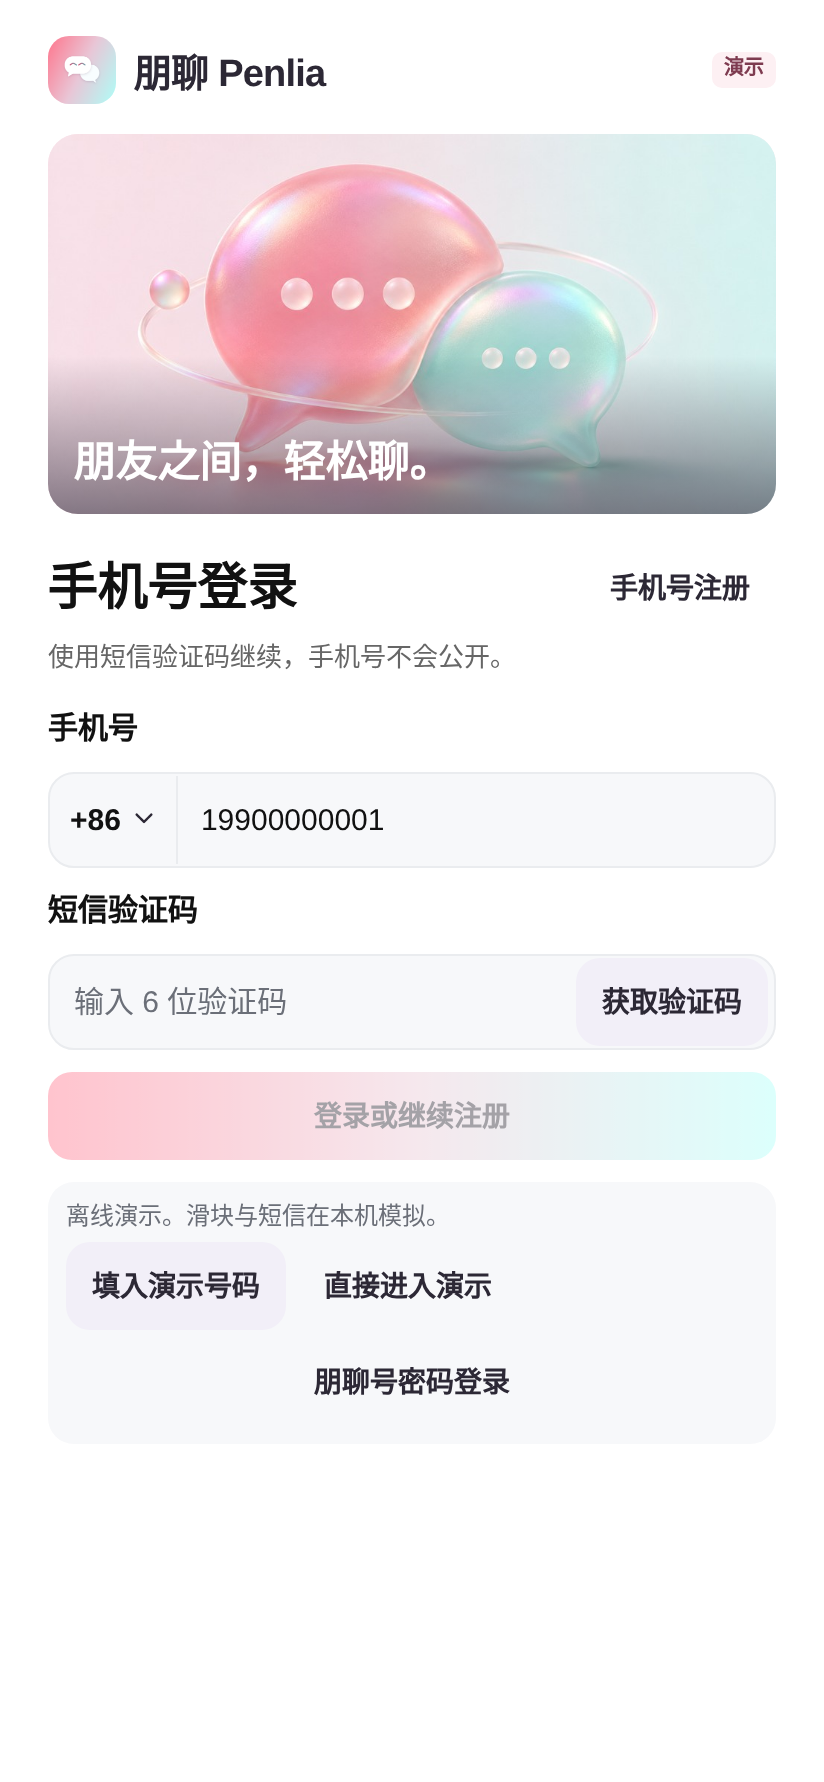 朋聊 Penlia
演示
朋友之间，轻松聊。
手机号登录
手机号注册
使用短信验证码继续，手机号不会公开。
手机号
+86
19900000001
短信验证码
输入 6 位验证码
获取验证码
登录或继续注册
离线演示。滑块与短信在本机模拟。
填入演示号码
直接进入演示
朋聊号密码登录